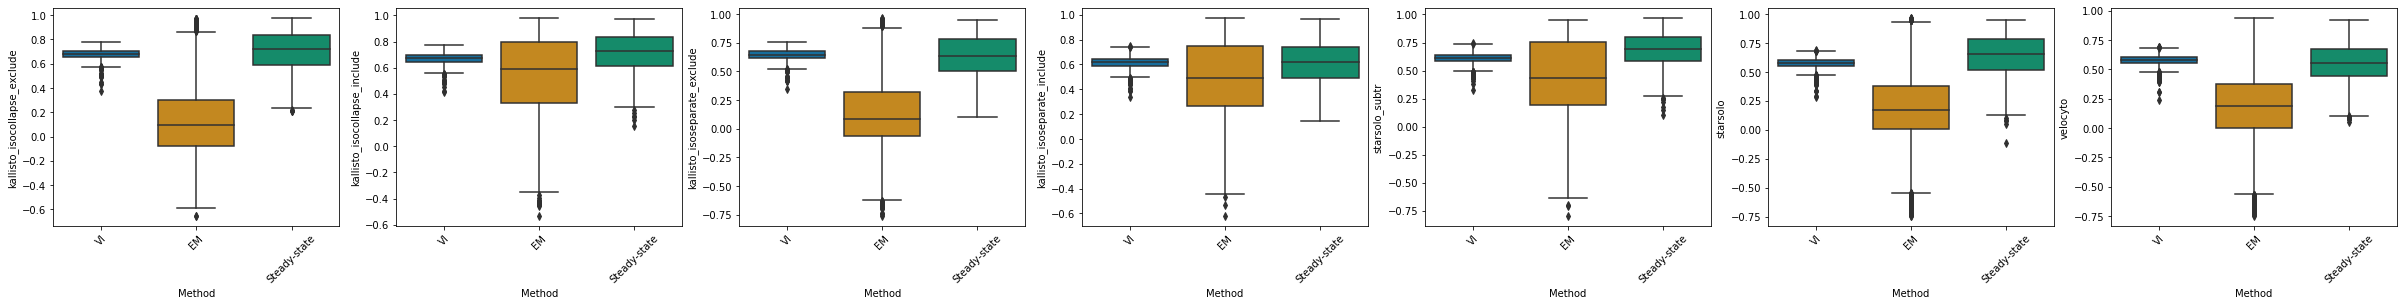 kallisto_isocollapse_exclude
1.0
0.8
0.6
0.4
0.2
0.0
−0.2
−0.4
−0.6
VI
EM
Steady-state
Method
kallisto_isocollapse_include
1.0
0.8
0.6
0.4
0.2
0.0
−0.2
−0.4
−0.6
VI
EM
Steady-state
Method
kallisto_isoseparate_exclude
1.00
0.75
0.50
0.25
0.00
−0.25
−0.50
−0.75
VI
EM
Steady-state
Method
kallisto_isoseparate_include
1.0
0.8
0.6
0.4
0.2
0.0
−0.2
−0.4
−0.6
VI
EM
Steady-state
Method
starsolo_subtr
1.00
0.75
0.50
0.25
0.00
−0.25
−0.50
−0.75
VI
EM
Steady-state
Method
starsolo
1.00
0.75
0.50
0.25
0.00
−0.25
−0.50
−0.75
VI
EM
Steady-state
Method
velocyto
1.00
0.75
0.50
0.25
0.00
−0.25
−0.50
−0.75
VI
EM
Steady-state
Method